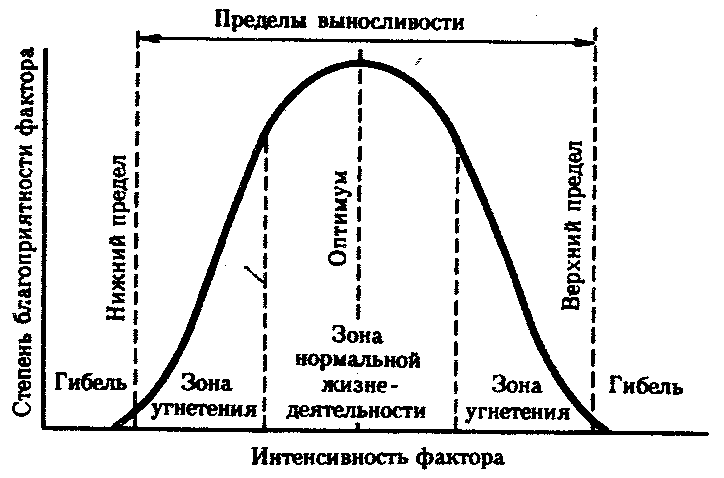 Пределы выносливости
Степень благоприятности фактора
Нижний предел
Оптимум
Верхний предел
Гибель
Зона
угнетения
Зона
нормальной
жизне-
деятельности
Зона
угнетения
Гибель
Интенсивность фактора